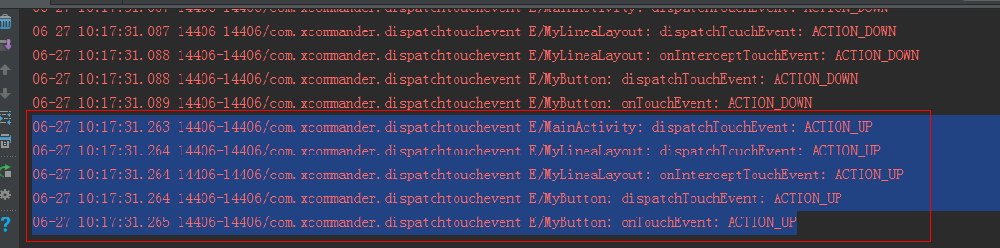 06-27 10:17:31.087 14406-14406/com.xcommander.dispatchtouchevent E/MainActivity: dispatchTouchEvent: ACTION_DOWN
06-27 10:17:31.087 14406-14406/com.xcommander.dispatchtouchevent E/MyLineaLayout: dispatchTouchEvent: ACTION_DOWN
06-27 10:17:31.088 14406-14406/com.xcommander.dispatchtouchevent E/MyLineaLayout: onInterceptTouchEvent: ACTION_DOWN
06-27 10:17:31.088 14406-14406/com.xcommander.dispatchtouchevent E/MyButton: dispatchTouchEvent: ACTION_DOWN
06-27 10:17:31.089 14406-14406/com.xcommander.dispatchtouchevent E/MyButton: onTouchEvent: ACTION_DOWN
06-27 10:17:31.263 14406-14406/com.xcommander.dispatchtouchevent E/MainActivity: dispatchTouchEvent: ACTION_UP
06-27 10:17:31.264 14406-14406/com.xcommander.dispatchtouchevent E/MyLineaLayout: dispatchTouchEvent: ACTION_UP
06-27 10:17:31.264 14406-14406/com.xcommander.dispatchtouchevent E/MyLineaLayout: onInterceptTouchEvent: ACTION_UP
06-27 10:17:31.264 14406-14406/com.xcommander.dispatchtouchevent E/MyButton: dispatchTouchEvent: ACTION_UP
06-27 10:17:31.265 14406-14406/com.xcommander.dispatchtouchevent E/MyButton: onTouchEvent: ACTION_UP